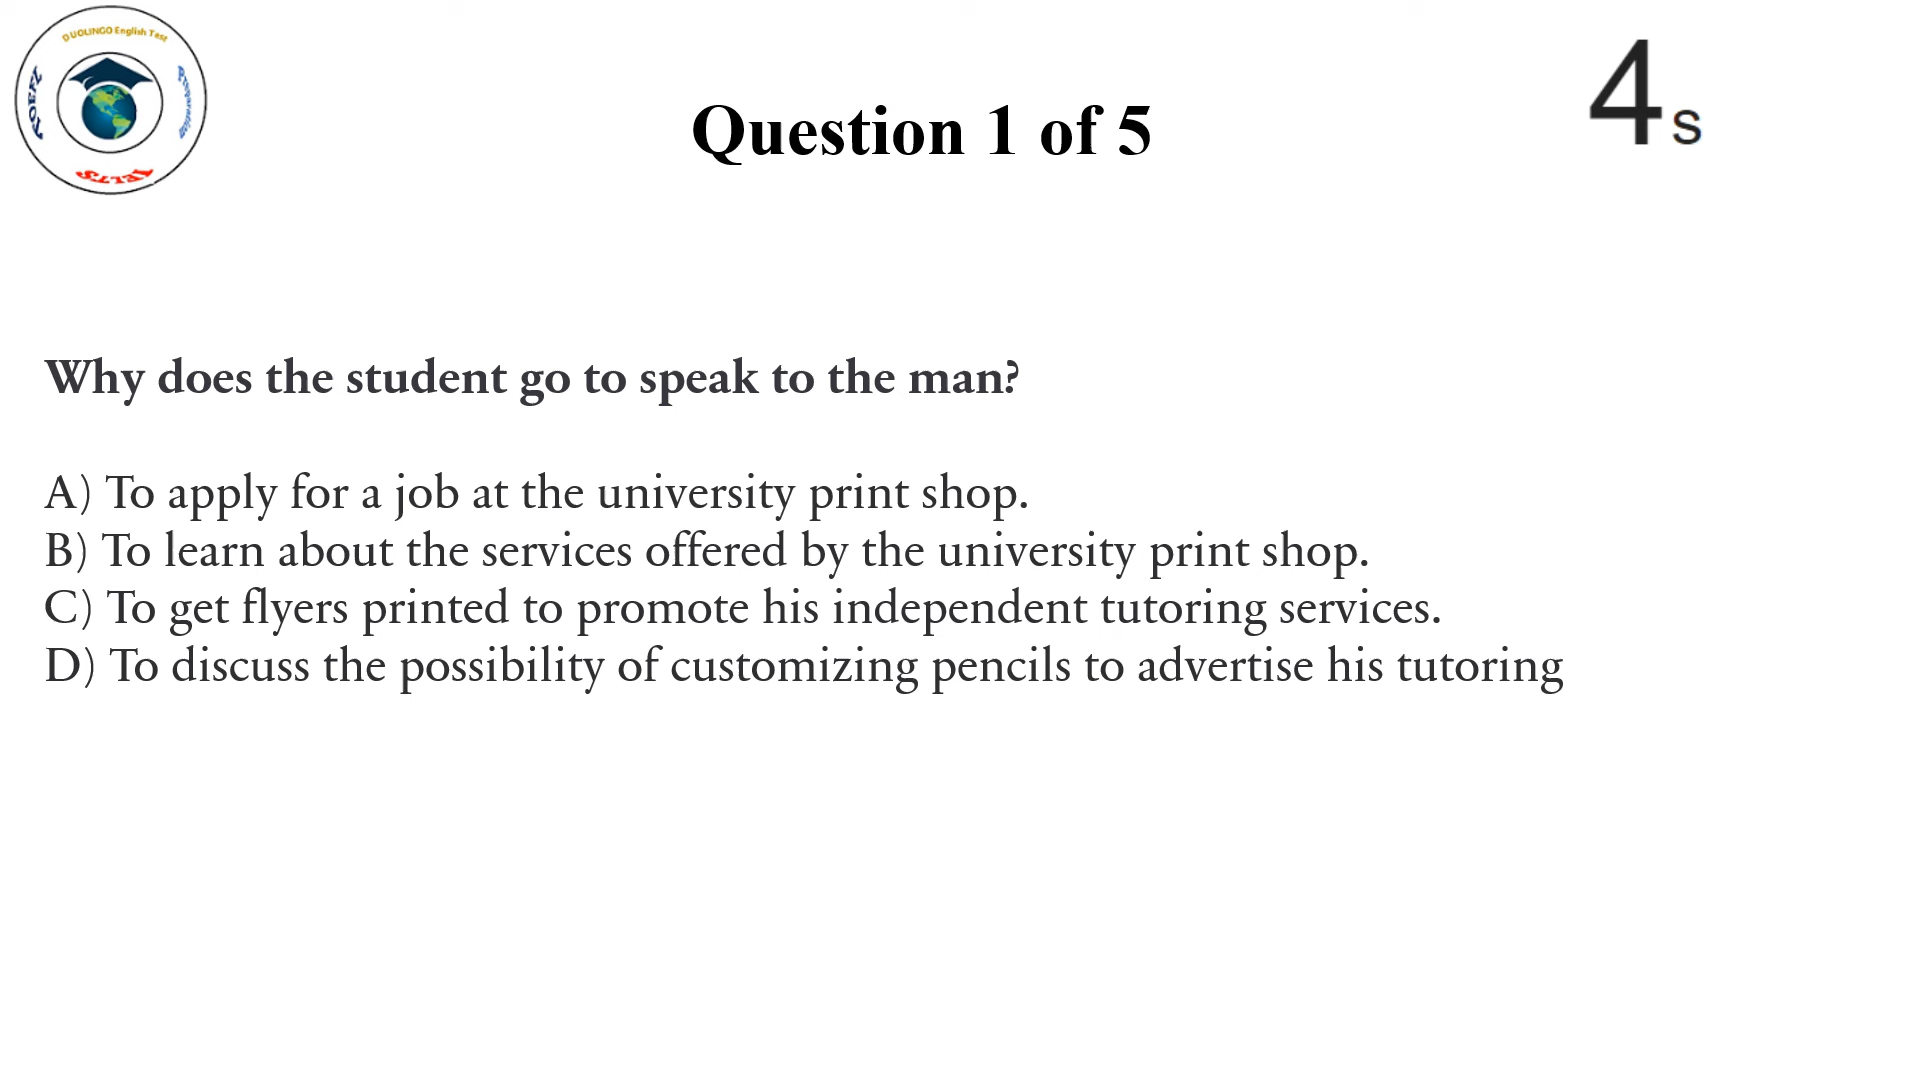 DUOLINGO English Test
TOEFL
Preparation
IELTS
4s
Question 1 of 5
Why does the student go to speak to the man?
A) To apply for a job at the university print shop.
B) To learn about the services offered by the university print shop.
C) To get flyers printed to promote his independent tutoring services.
D) To discuss the possibility of customizing pencils to advertise his tutoring